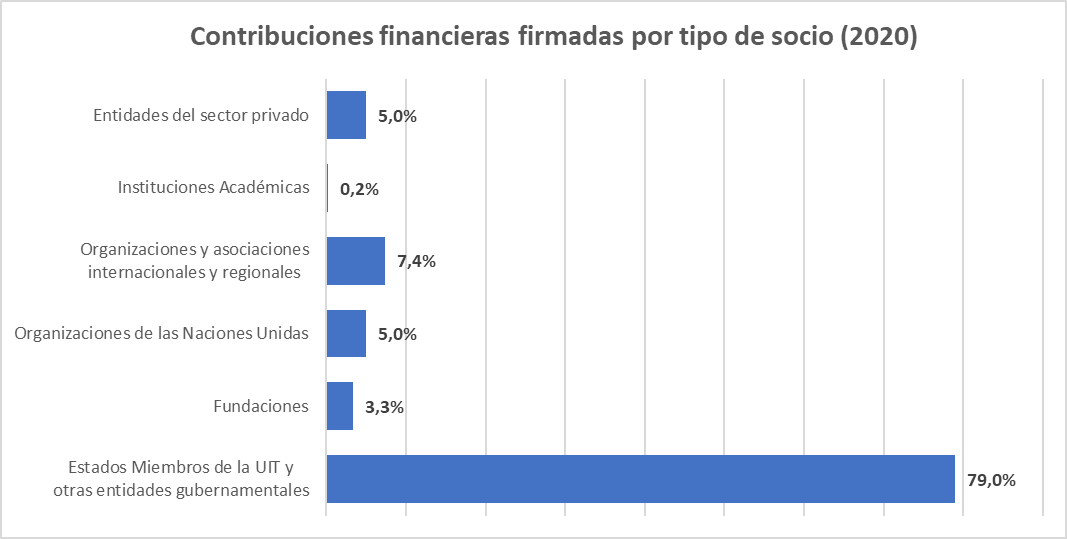 Contribuciones financieras firmadas por tipo de socio (2020)
Entidades del sector privado
5,0%
Instituciones Académicas
0,2%
Organizaciones y asociaciones
internacionales y regionales
7,4%
Organizaciones de las Naciones Unidas
5,0%
Fundaciones
3,3%
Estados Miembros de la UIT y
otras entidades gubernamentales
79,0%